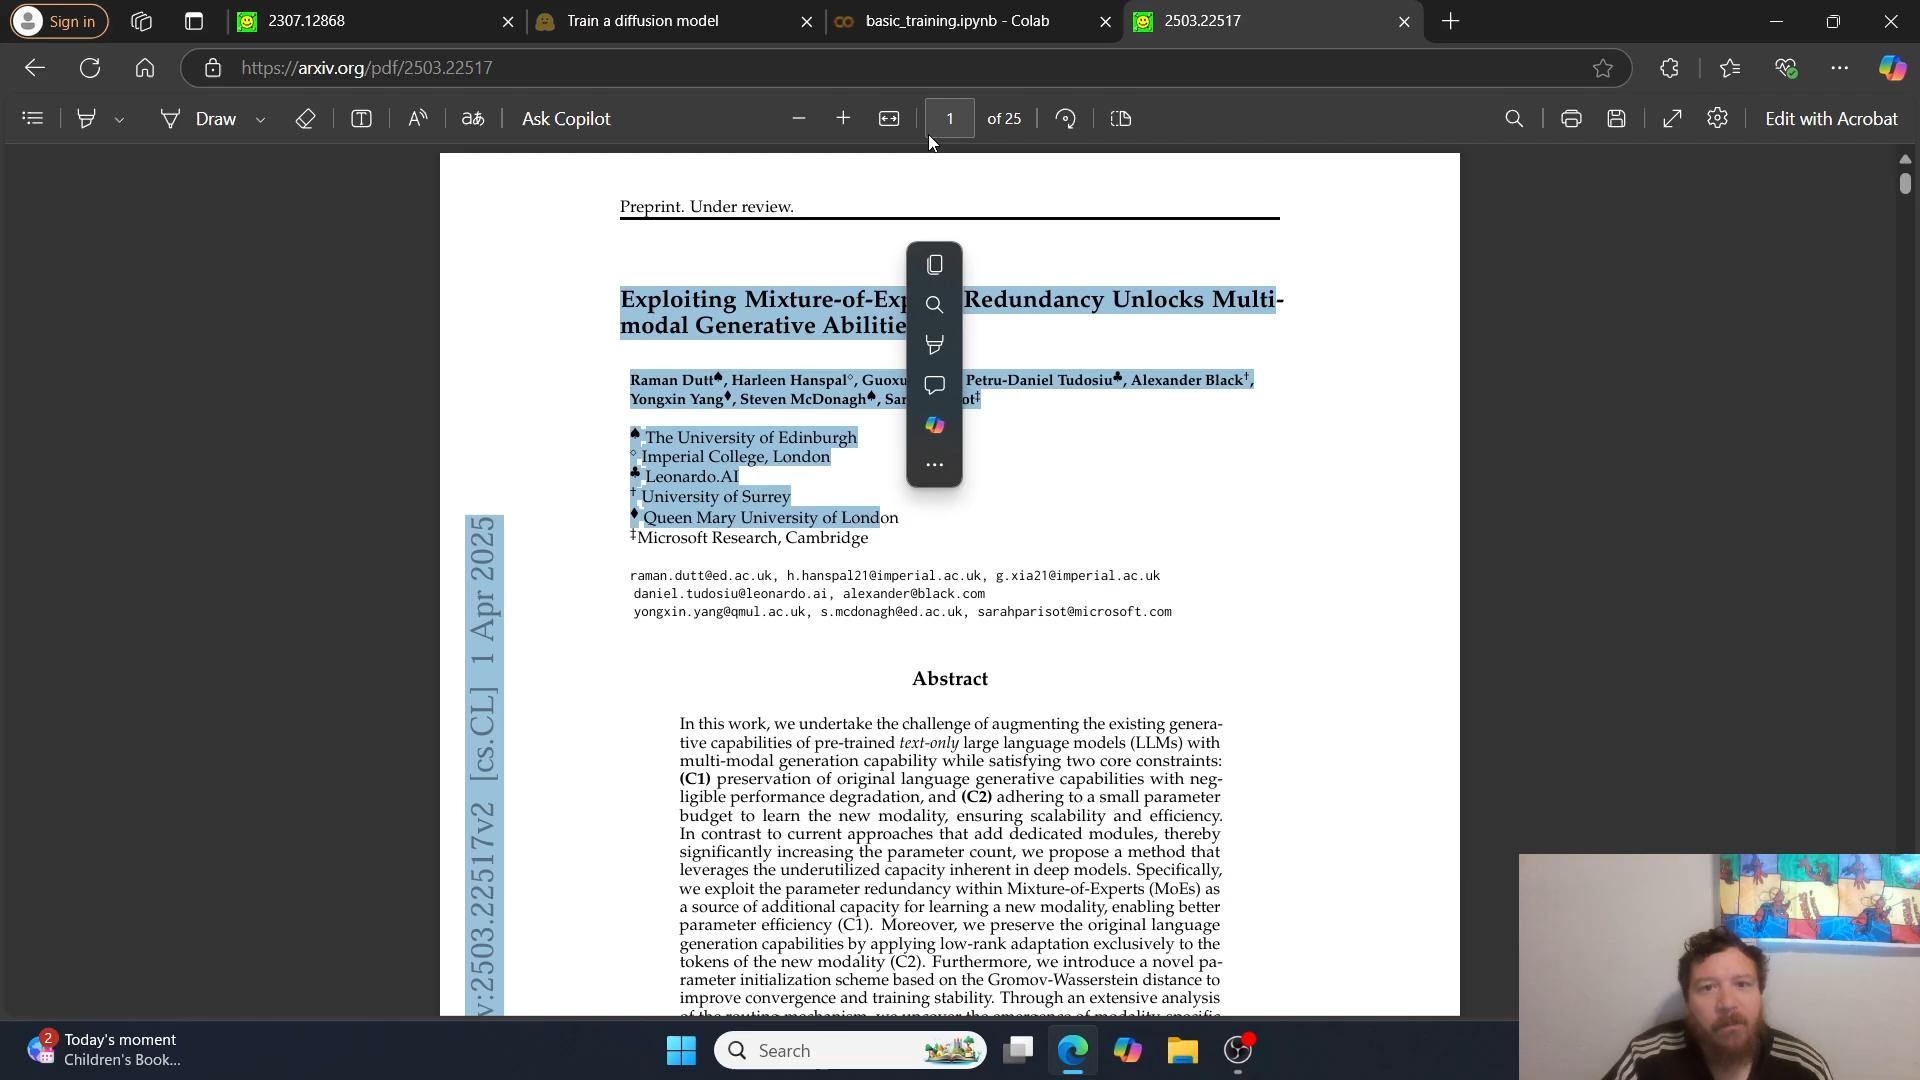 Sign in
2307.12868
Train a diffusion model
basic_training.ipynb - Colab
2503.22517
https://arxiv.org/pdf/2503.22517
Draw
Ask Copilot
1 of 25
Edit with Acrobat
Preprint. Under review.
Exploiting Mixture-of-Exp Redundancy Unlocks Multi-
modal Generative Abilitie
Raman Dutt♠, Harleen Hanspal◇, Guoxu Petru-Daniel Tudosiu♣, Alexander Black†,
Yongxin Yang♦, Steven McDonagh♠, Sar ot‡
♠ The University of Edinburgh
◇ Imperial College, London
♣ Leonardo.AI
† University of Surrey
♦ Queen Mary University of London
‡ Microsoft Research, Cambridge
raman.dutt@ed.ac.uk, h.hanspal21@imperial.ac.uk, g.xia21@imperial.ac.uk
daniel.tudosiu@leonardo.ai, alexander@black.com
yongxin.yang@qmul.ac.uk, s.mcdonagh@ed.ac.uk, sarahparisot@microsoft.com
Abstract
In this work, we undertake the challenge of augmenting the existing genera-
tive capabilities of pre-trained text-only large language models (LLMs) with
multi-modal generation capability while satisfying two core constraints:
(C1) preservation of original language generative capabilities with neg-
ligible performance degradation, and (C2) adhering to a small parameter
budget to learn the new modality, ensuring scalability and efficiency.
In contrast to current approaches that add dedicated modules, thereby
significantly increasing the parameter count, we propose a method that
leverages the underutilized capacity inherent in deep models. Specifically,
we exploit the parameter redundancy within Mixture-of-Experts (MoEs) as
a source of additional capacity for learning a new modality, enabling better
parameter efficiency (C1). Moreover, we preserve the original language
generation capabilities by applying low-rank adaptation exclusively to the
tokens of the new modality (C2). Furthermore, we introduce a novel pa-
rameter initialization scheme based on the Gromov-Wasserstein distance to
improve convergence and training stability. Through an extensive analysis
of the routing mechanism, we uncover the emergence of modality-specific
v:2503.22517v2 [cs.CL] 1 Apr 2025
2
Today's moment
Children's Book...
Search